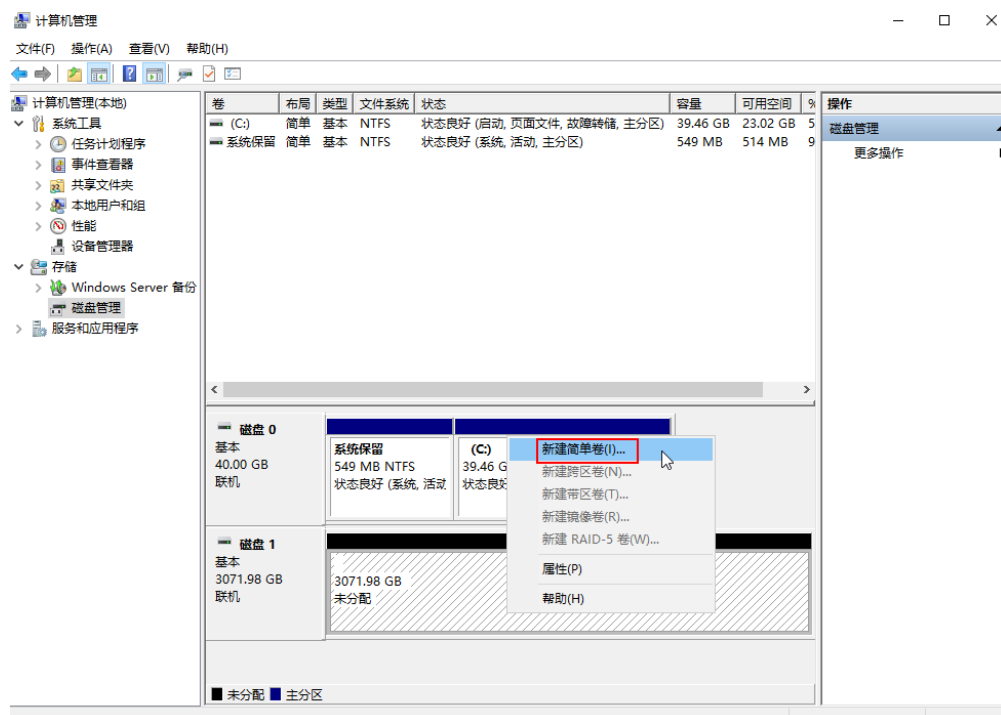 计算机管理
文件(F) 操作(A) 查看(V) 帮助(H)
计算机管理(本地)
系统工具
任务计划程序
事件查看器
共享文件夹
本地用户和组
性能
设备管理器
存储
Windows Server 备份
磁盘管理
服务和应用程序
卷 布局 类型 文件系统 状态 容量 可用空间 %
(C:) 简单 基本 NTFS 状态良好 (启动, 页面文件, 故障转储, 主分区) 39.46 GB 23.02 GB 5
系统保留 简单 基本 NTFS 状态良好 (系统, 活动, 主分区) 549 MB 514 MB 9
操作
磁盘管理
更多操作
磁盘 0
基本
40.00 GB
联机
系统保留
549 MB NTFS
状态良好 (系统, 活动
(C:)
39.46 G
状态良好
新建简单卷(I)...
新建跨区卷(N)...
新建带区卷(T)...
新建镜像卷(R)...
新建 RAID-5 卷(W)...
属性(P)
帮助(H)
磁盘 1
基本
3071.98 GB
联机
3071.98 GB
未分配
未分配 主分区